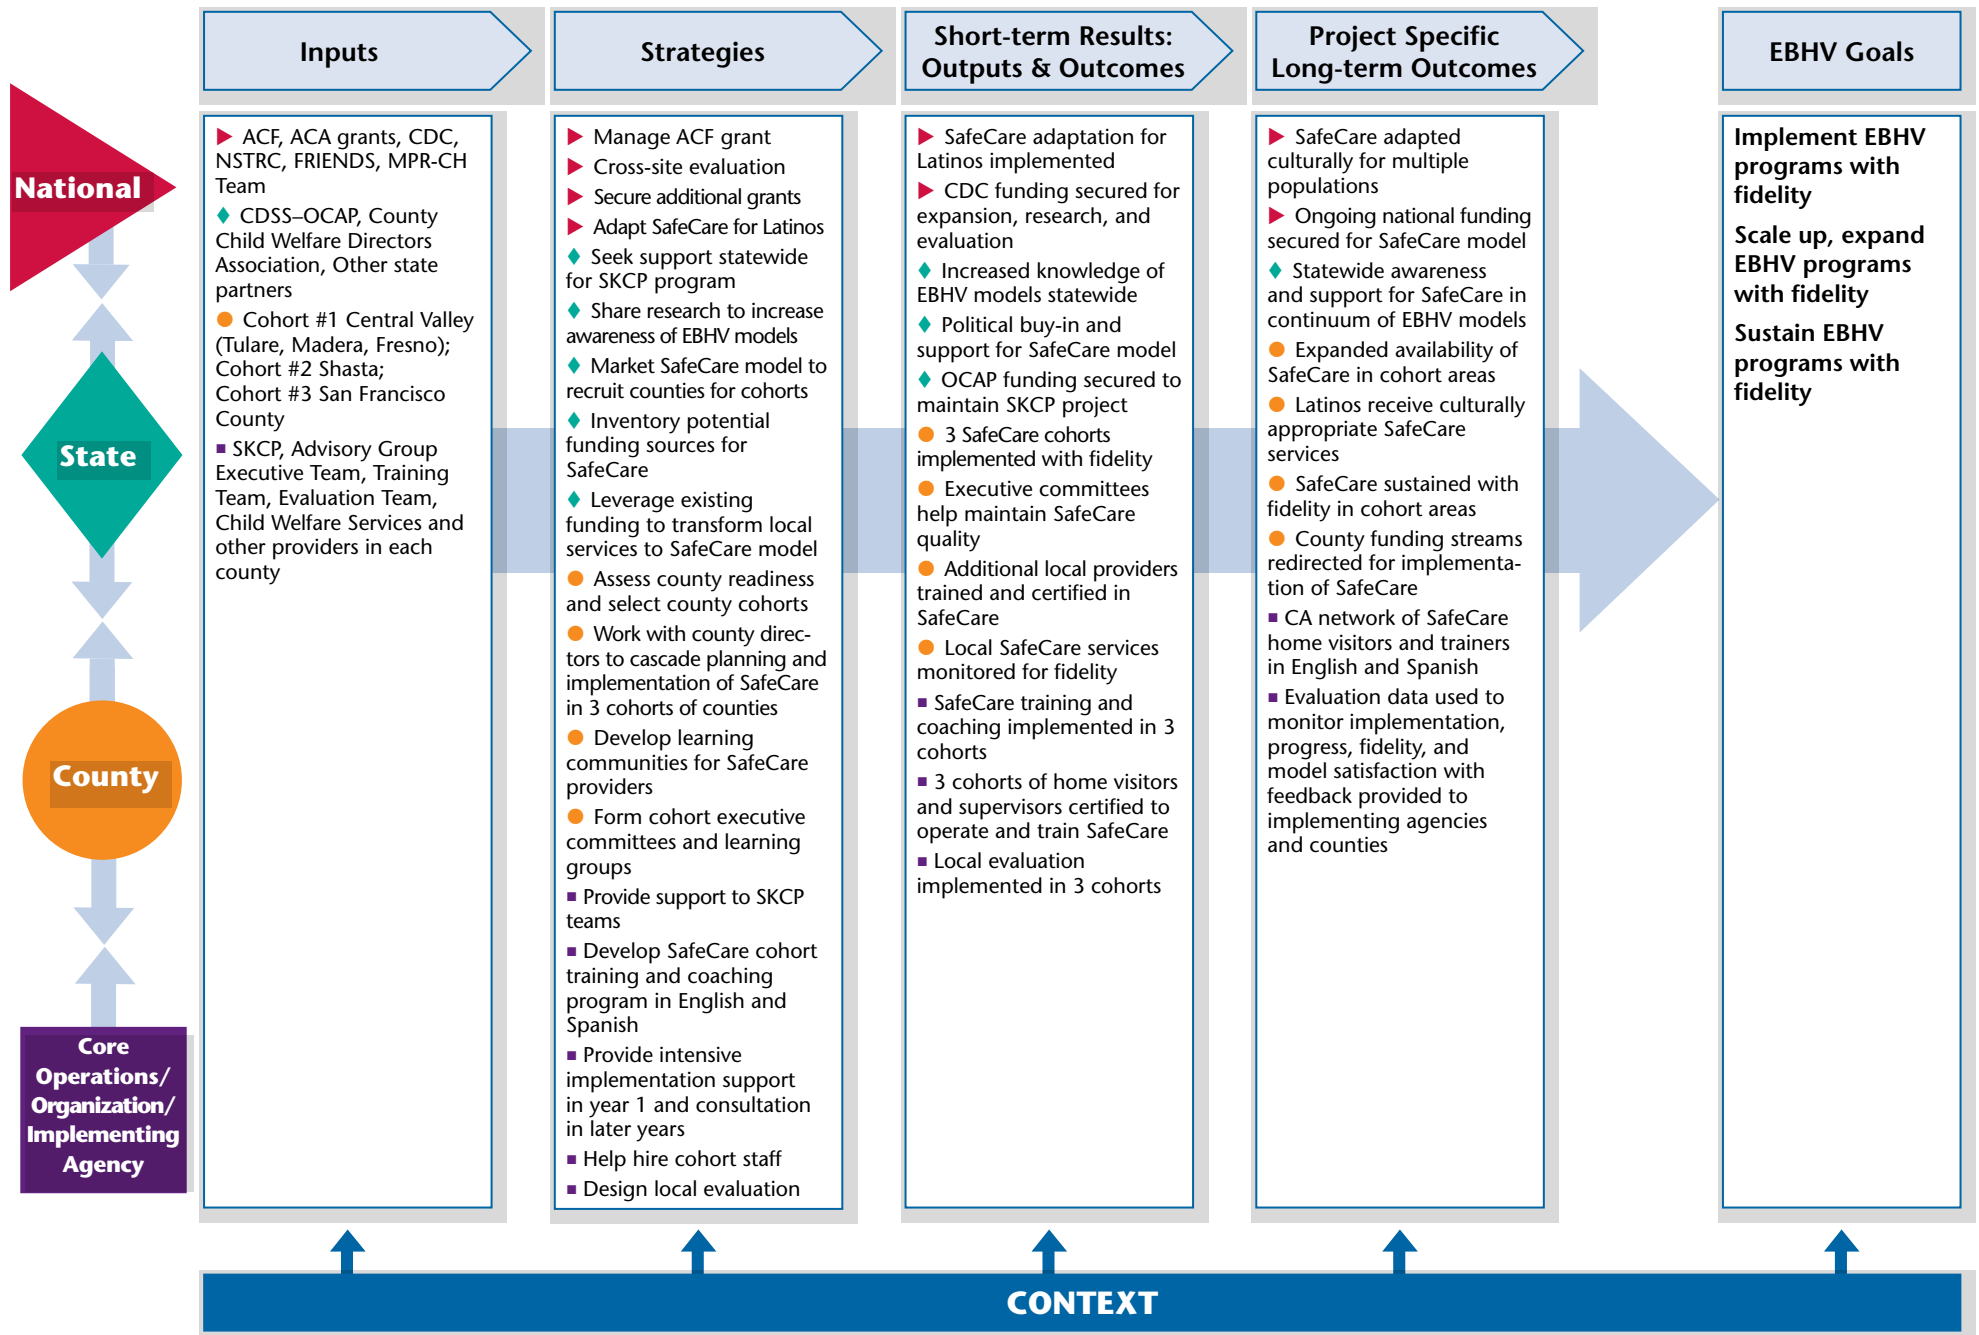 Inputs
Strategies
Short-term Results:
Outputs & Outcomes
Project Specific
Long-term Outcomes
EBHV Goals
National
State
County
Core
Operations/
Organization/
Implementing
Agency
ACF, ACA grants, CDC,
NSTRC, FRIENDS, MPR-CH
Team
CDSS–OCAP, County
Child Welfare Directors
Association, Other state
partners
Cohort #1 Central Valley
(Tulare, Madera, Fresno);
Cohort #2 Shasta;
Cohort #3 San Francisco
County
SKCP, Advisory Group
Executive Team, Training
Team, Evaluation Team,
Child Welfare Services and
other providers in each
county
Manage ACF grant
Cross-site evaluation
Secure additional grants
Adapt SafeCare for Latinos
Seek support statewide
for SKCP program
Share research to increase
awareness of EBHV models
Market SafeCare model to
recruit counties for cohorts
Inventory potential
funding sources for
SafeCare
Leverage existing
funding to transform local
services to SafeCare model
Assess county readiness
and select county cohorts
Work with county direc-
tors to cascade planning and
implementation of SafeCare
in 3 cohorts of counties
Develop learning
communities for SafeCare
providers
Form cohort executive
committees and learning
groups
Provide support to SKCP
teams
Develop SafeCare cohort
training and coaching
program in English and
Spanish
Provide intensive
implementation support
in year 1 and consultation
in later years
Help hire cohort staff
Design local evaluation
SafeCare adaptation for
Latinos implemented
CDC funding secured for
expansion, research, and
evaluation
Increased knowledge of
EBHV models statewide
Political buy-in and
support for SafeCare model
OCAP funding secured to
maintain SKCP project
3 SafeCare cohorts
implemented with fidelity
Executive committees
help maintain SafeCare
quality
Additional local providers
trained and certified in
SafeCare
Local SafeCare services
monitored for fidelity
SafeCare training and
coaching implemented in 3
cohorts
3 cohorts of home visitors
and supervisors certified to
operate and train SafeCare
Local evaluation
implemented in 3 cohorts
SafeCare adapted
culturally for multiple
populations
Ongoing national funding
secured for SafeCare model
Statewide awareness
and support for SafeCare in
continuum of EBHV models
Expanded availability of
SafeCare in cohort areas
Latinos receive culturally
appropriate SafeCare
services
SafeCare sustained with
fidelity in cohort areas
County funding streams
redirected for implementa-
tion of SafeCare
CA network of SafeCare
home visitors and trainers
in English and Spanish
Evaluation data used to
monitor implementation,
progress, fidelity, and
model satisfaction with
feedback provided to
implementing agencies
and counties
Implement EBHV
programs with
fidelity
Scale up, expand
EBHV programs
with fidelity
Sustain EBHV
programs with
fidelity
CONTEXT